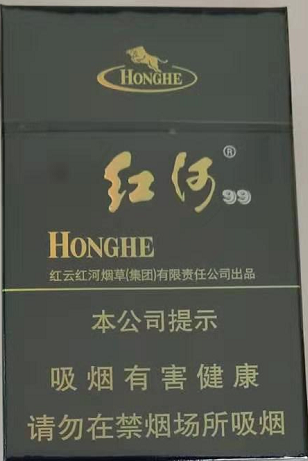 HONGHE
红河®
99
HONGHE
红云红河烟草(集团)有限责任公司出品
本公司提示
吸烟有害健康
请勿在禁烟场所吸烟